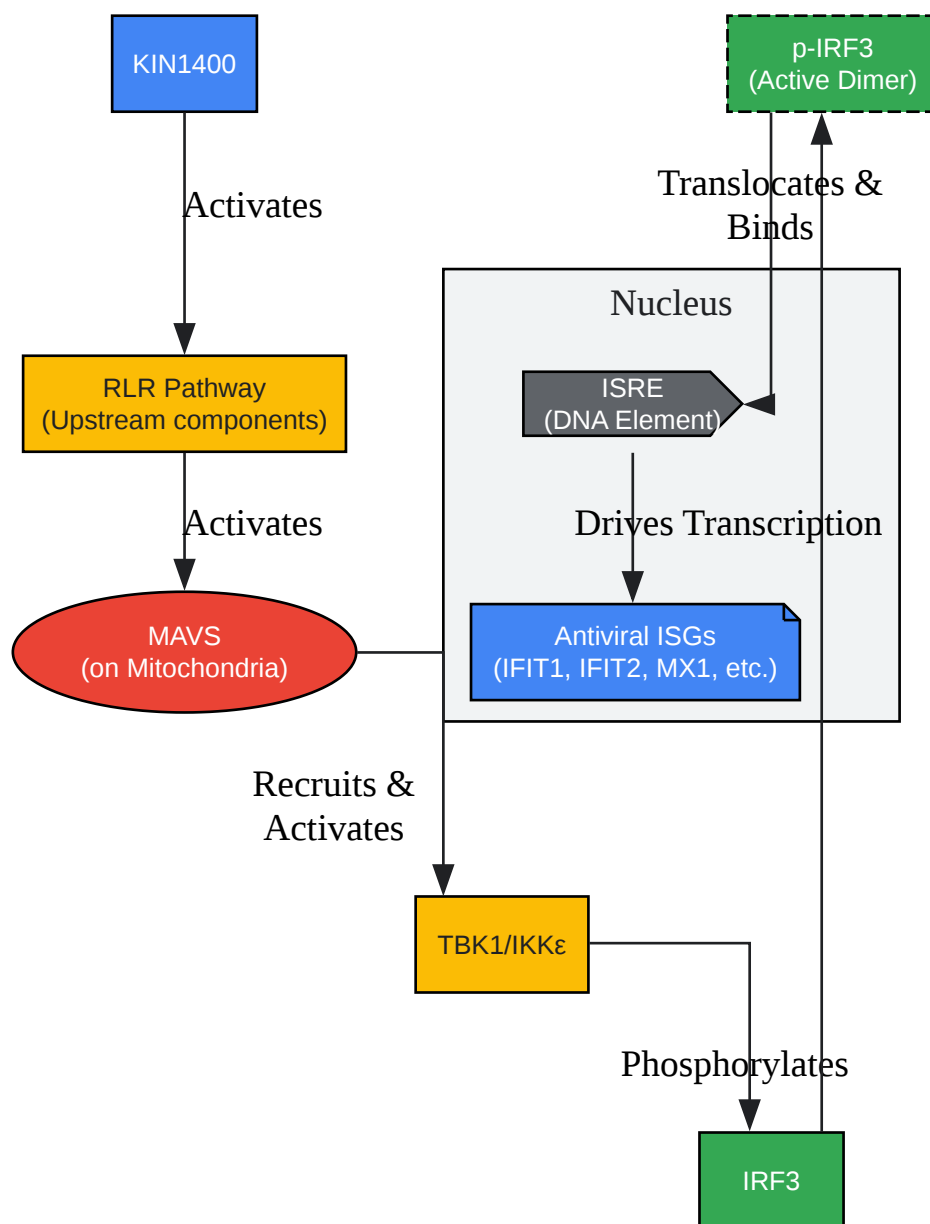 KIN1400
p-IRF3
(Active Dimer)
Activates
Translocates &
Binds
Nucleus
RLR Pathway
(Upstream components)
ISRE
(DNA Element)
Activates
Drives Transcription
MAVS
(on Mitochondria)
Antiviral ISGs
(IFIT1, IFIT2, MX1, etc.)
Recruits &
Activates
TBK1/IKKε
Phosphorylates
IRF3